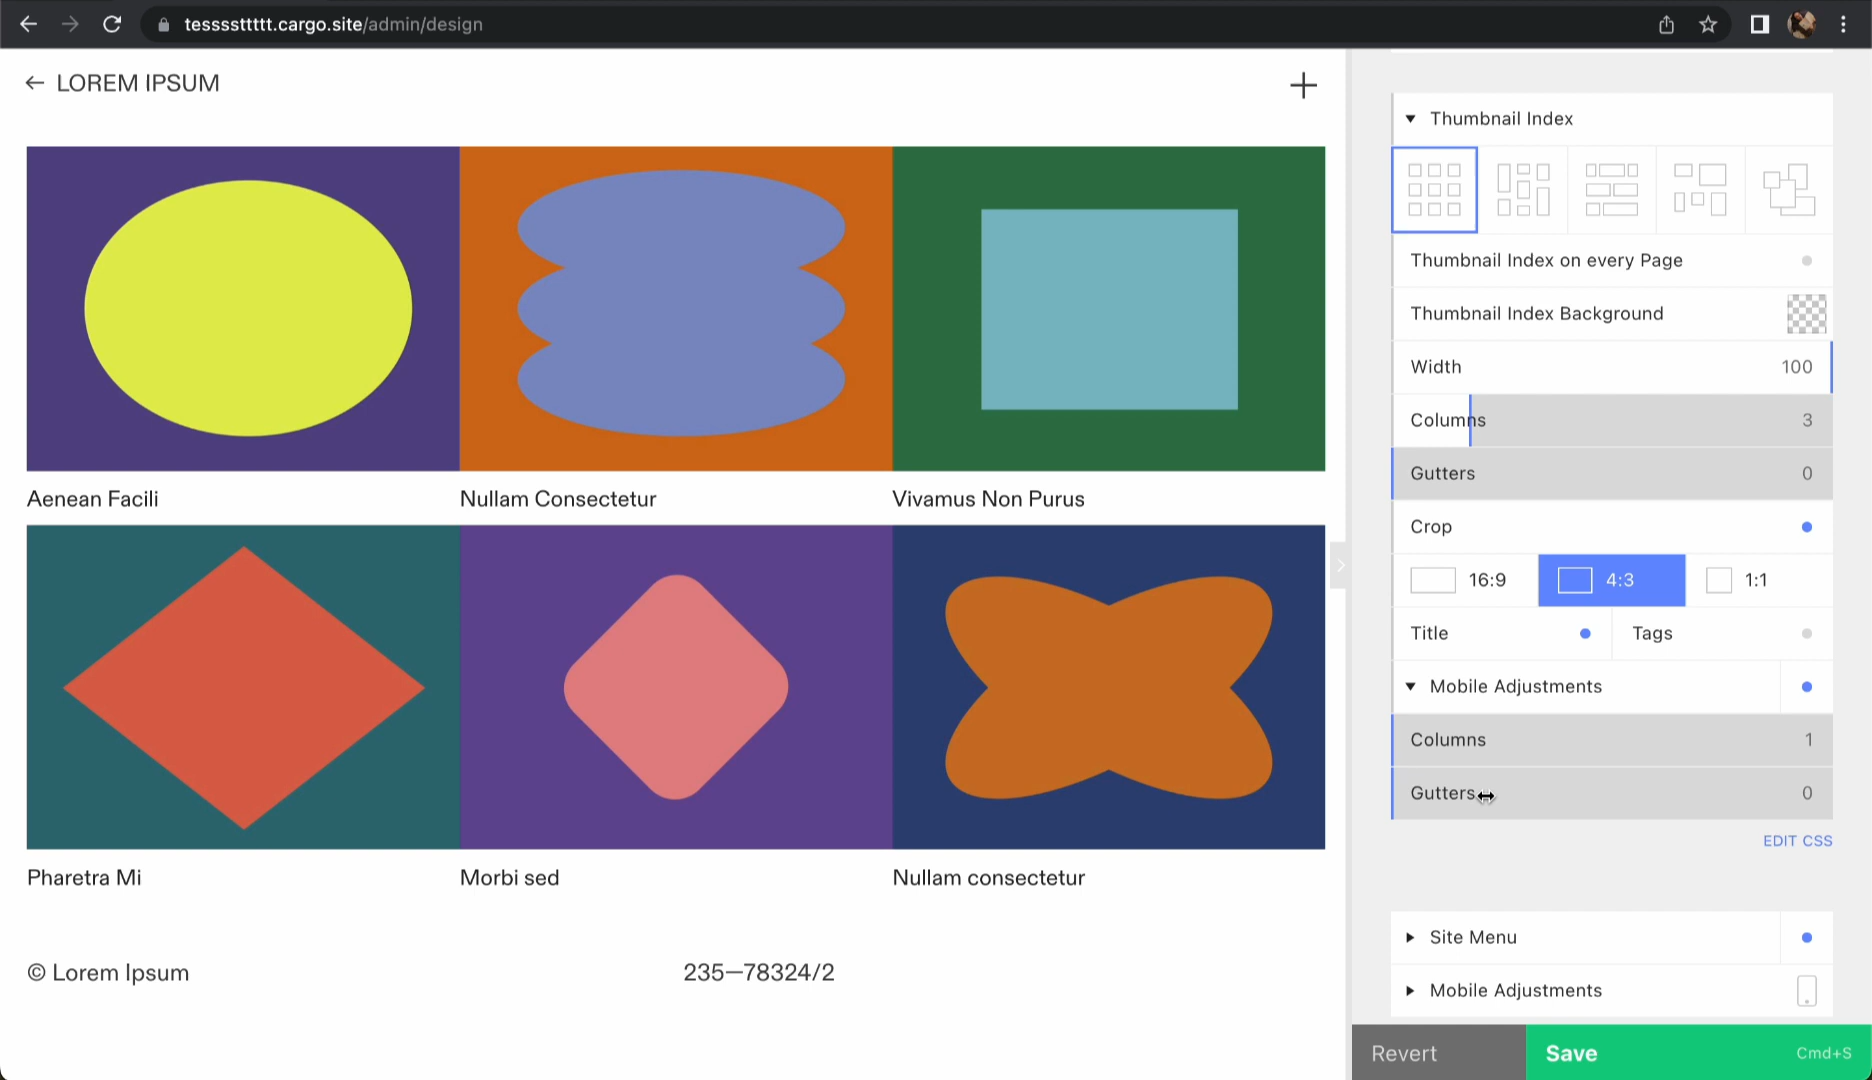 tesssssttttt.cargo.site/admin/design
LOREM IPSUM
Aenean Facili
Nullam Consectetur
Vivamus Non Purus
Pharetra Mi
Morbi sed
Nullam consectetur
© Lorem Ipsum
235—78324/2
Thumbnail Index
Thumbnail Index on every Page
Thumbnail Index Background
Width 100
Columns 3
Gutters 0
Crop
16:9 4:3 1:1
Title Tags
Mobile Adjustments
Columns 1
Gutters 0
EDIT CSS
Site Menu
Mobile Adjustments
Revert Save Cmd+S